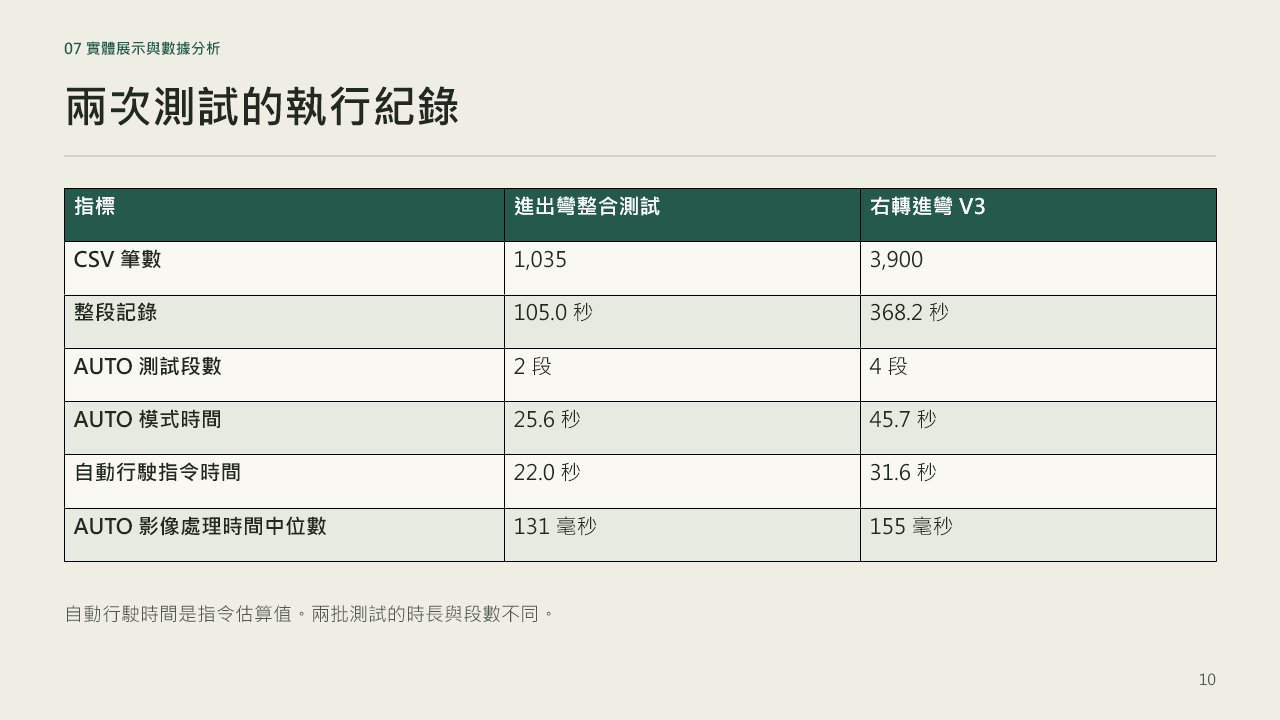 07 實體展示與數據分析
兩次測試的執行紀錄
指標 進出彎整合測試 右轉進彎 V3
CSV 筆數 1,035 3,900
整段記錄 105.0 秒 368.2 秒
AUTO 測試段數 2 段 4 段
AUTO 模式時間 25.6 秒 45.7 秒
自動行駛指令時間 22.0 秒 31.6 秒
AUTO 影像處理時間中位數 131 毫秒 155 毫秒
自動行駛時間是指令估算值。兩批測試的時長與段數不同。
10